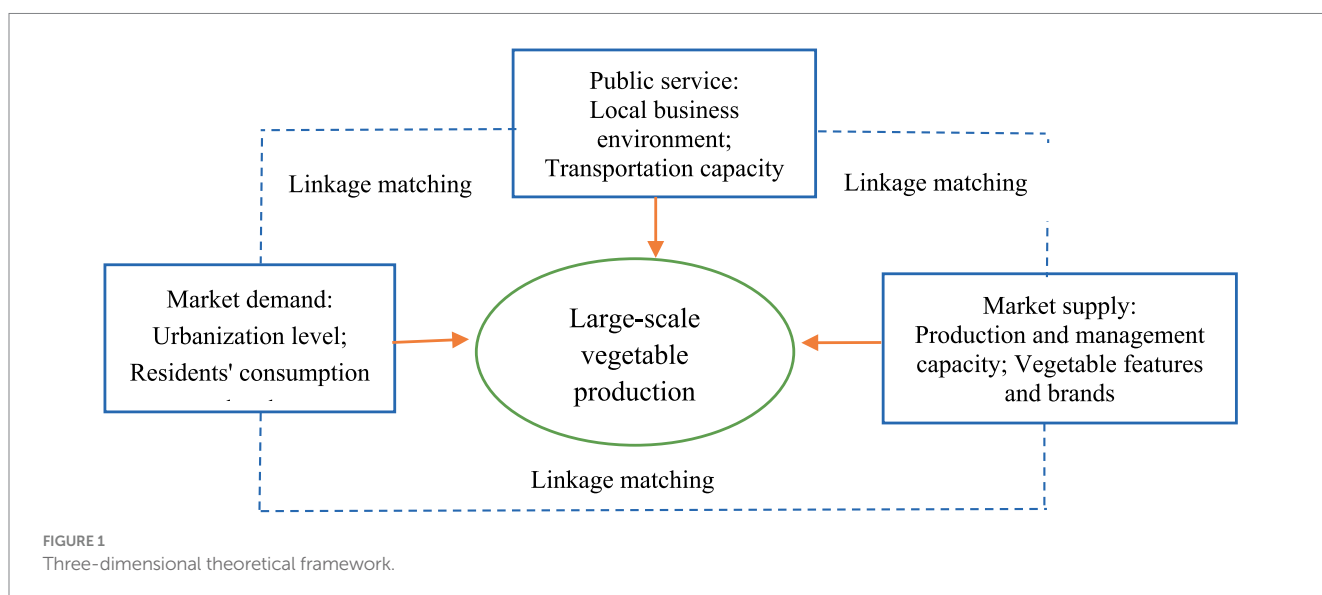 Public service:
Local business
environment;
Transportation capacity
Linkage matching
Linkage matching
Market demand:
Urbanization level;
Residents' consumption
Large-scale
vegetable
production
Market supply:
Production and management
capacity; Vegetable features
and brands
Linkage matching
FIGURE 1
Three-dimensional theoretical framework.